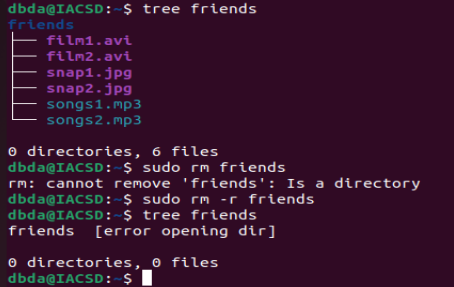 dbda@IACSD:~$ tree friends
friends
├── film1.avi
├── film2.avi
├── snap1.jpg
├── snap2.jpg
├── songs1.mp3
└── songs2.mp3
0 directories, 6 files
dbda@IACSD:~$ sudo rm friends
rm: cannot remove 'friends': Is a directory
dbda@IACSD:~$ sudo rm -r friends
dbda@IACSD:~$ tree friends
friends  [error opening dir]
0 directories, 0 files
dbda@IACSD:~$